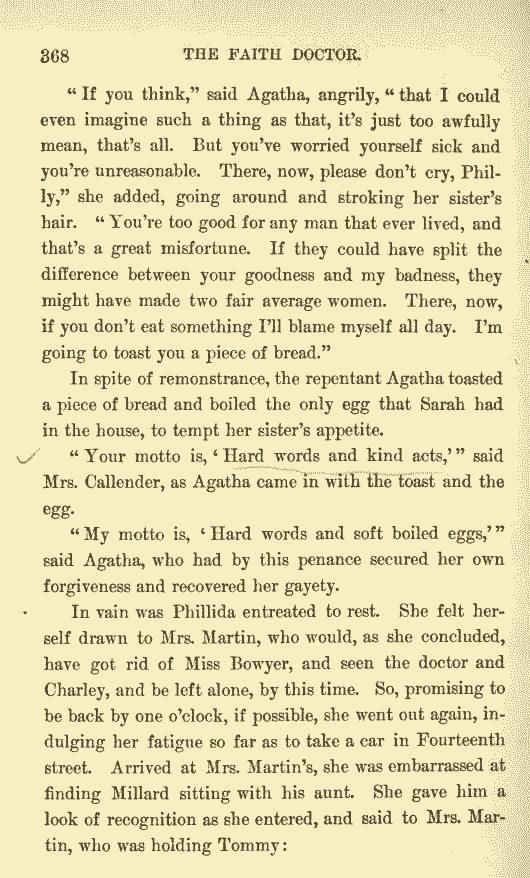 368 THE FAITH DOCTOR.
“ If you think,” said Agatha, angrily, “ that I could
even imagine such a thing as that, it’s just too awfully
mean, that’s all. But you’ve worried yourself sick and
you’re unreasonable. There, now, please don’t cry, Phil-
ly,” she added, going around and stroking her sister’s
hair. “ You’re too good for any man that ever lived, and
that’s a great misfortune. If they could have split the
difference between your goodness and my badness, they
might have made two fair average women. There, now,
if you don’t eat something I’ll blame myself all day. I’m
going to toast you a piece of bread.”
In spite of remonstrance, the repentant Agatha toasted
a piece of bread and boiled the only egg that Sarah had
in the house, to tempt her sister’s appetite.
“ Your motto is, ‘ Hard words and kind acts,’ ” said
Mrs. Callender, as Agatha came in with the toast and the
egg.
“ My motto is, ‘ Hard words and soft boiled eggs,’ ”
said Agatha, who had by this penance secured her own
forgiveness and recovered her gayety.
In vain was Phillida entreated to rest. She felt her-
self drawn to Mrs. Martin, who would, as she concluded,
have got rid of Miss Bowyer, and seen the doctor and
Charley, and be left alone, by this time. So, promising to
be back by one o’clock, if possible, she went out again, in-
dulging her fatigue so far as to take a car in Fourteenth
street. Arrived at Mrs. Martin’s, she was embarrassed at
finding Millard sitting with his aunt. She gave him a
look of recognition as she entered, and said to Mrs. Mar-
tin, who was holding Tommy: